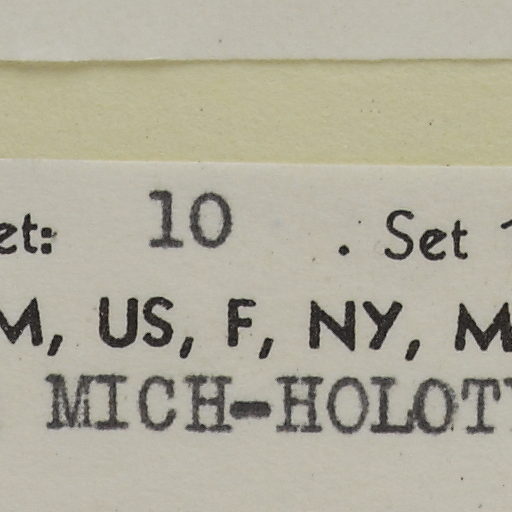 et: 10 . Set
M, US, F, NY, M
MICH-HOLOT